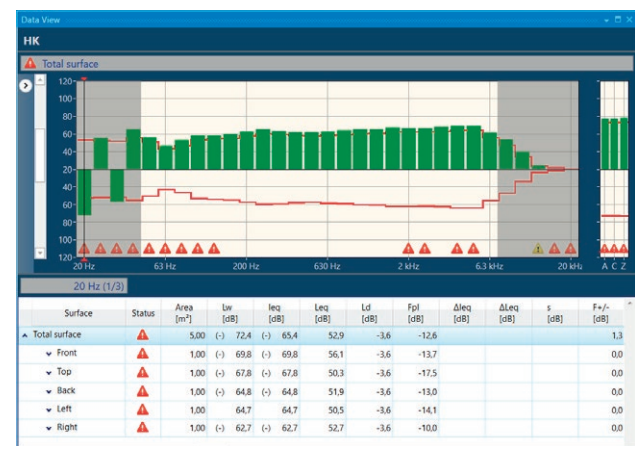 Data View
HK
Total surface
120
100
80
60
40
20
40
60
80
100
120
20 Hz 63 Hz 200 Hz 630 Hz 2 kHz 6.3 kHz 20 kHz A C Z
20 Hz (1/3)
Surface Status Area [m²] Lw [dB] Ieq [dB] Leq [dB] Ld [dB] Fpl [dB] ΔIeq [dB] ΔLeq [dB] s [dB] F+/- [dB]
Total surface 5,00 (-) 72,4 (-) 65,4 52,9 -3,6 -12,6 1,3
Front 1,00 (-) 69,8 (-) 69,8 56,1 -3,6 -13,7 0,0
Top 1,00 (-) 67,8 (-) 67,8 50,3 -3,6 -17,5 0,0
Back 1,00 (-) 64,8 (-) 64,8 51,9 -3,6 -13,0 0,0
Left 1,00 64,7 64,7 50,5 -3,6 -14,1 0,0
Right 1,00 (-) 62,7 (-) 62,7 52,7 -3,6 -10,0 0,0